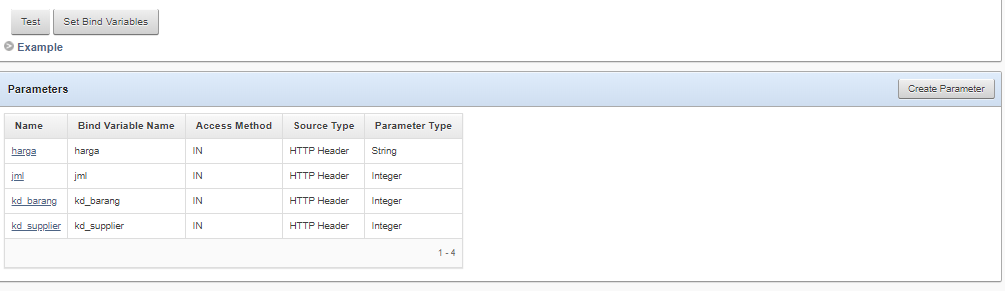 Test Set Bind Variables
Example
Parameters Create Parameter
Name Bind Variable Name Access Method Source Type Parameter Type
harga harga IN HTTP Header String
jml jml IN HTTP Header Integer
kd_barang kd_barang IN HTTP Header Integer
kd_supplier kd_supplier IN HTTP Header Integer
1 - 4